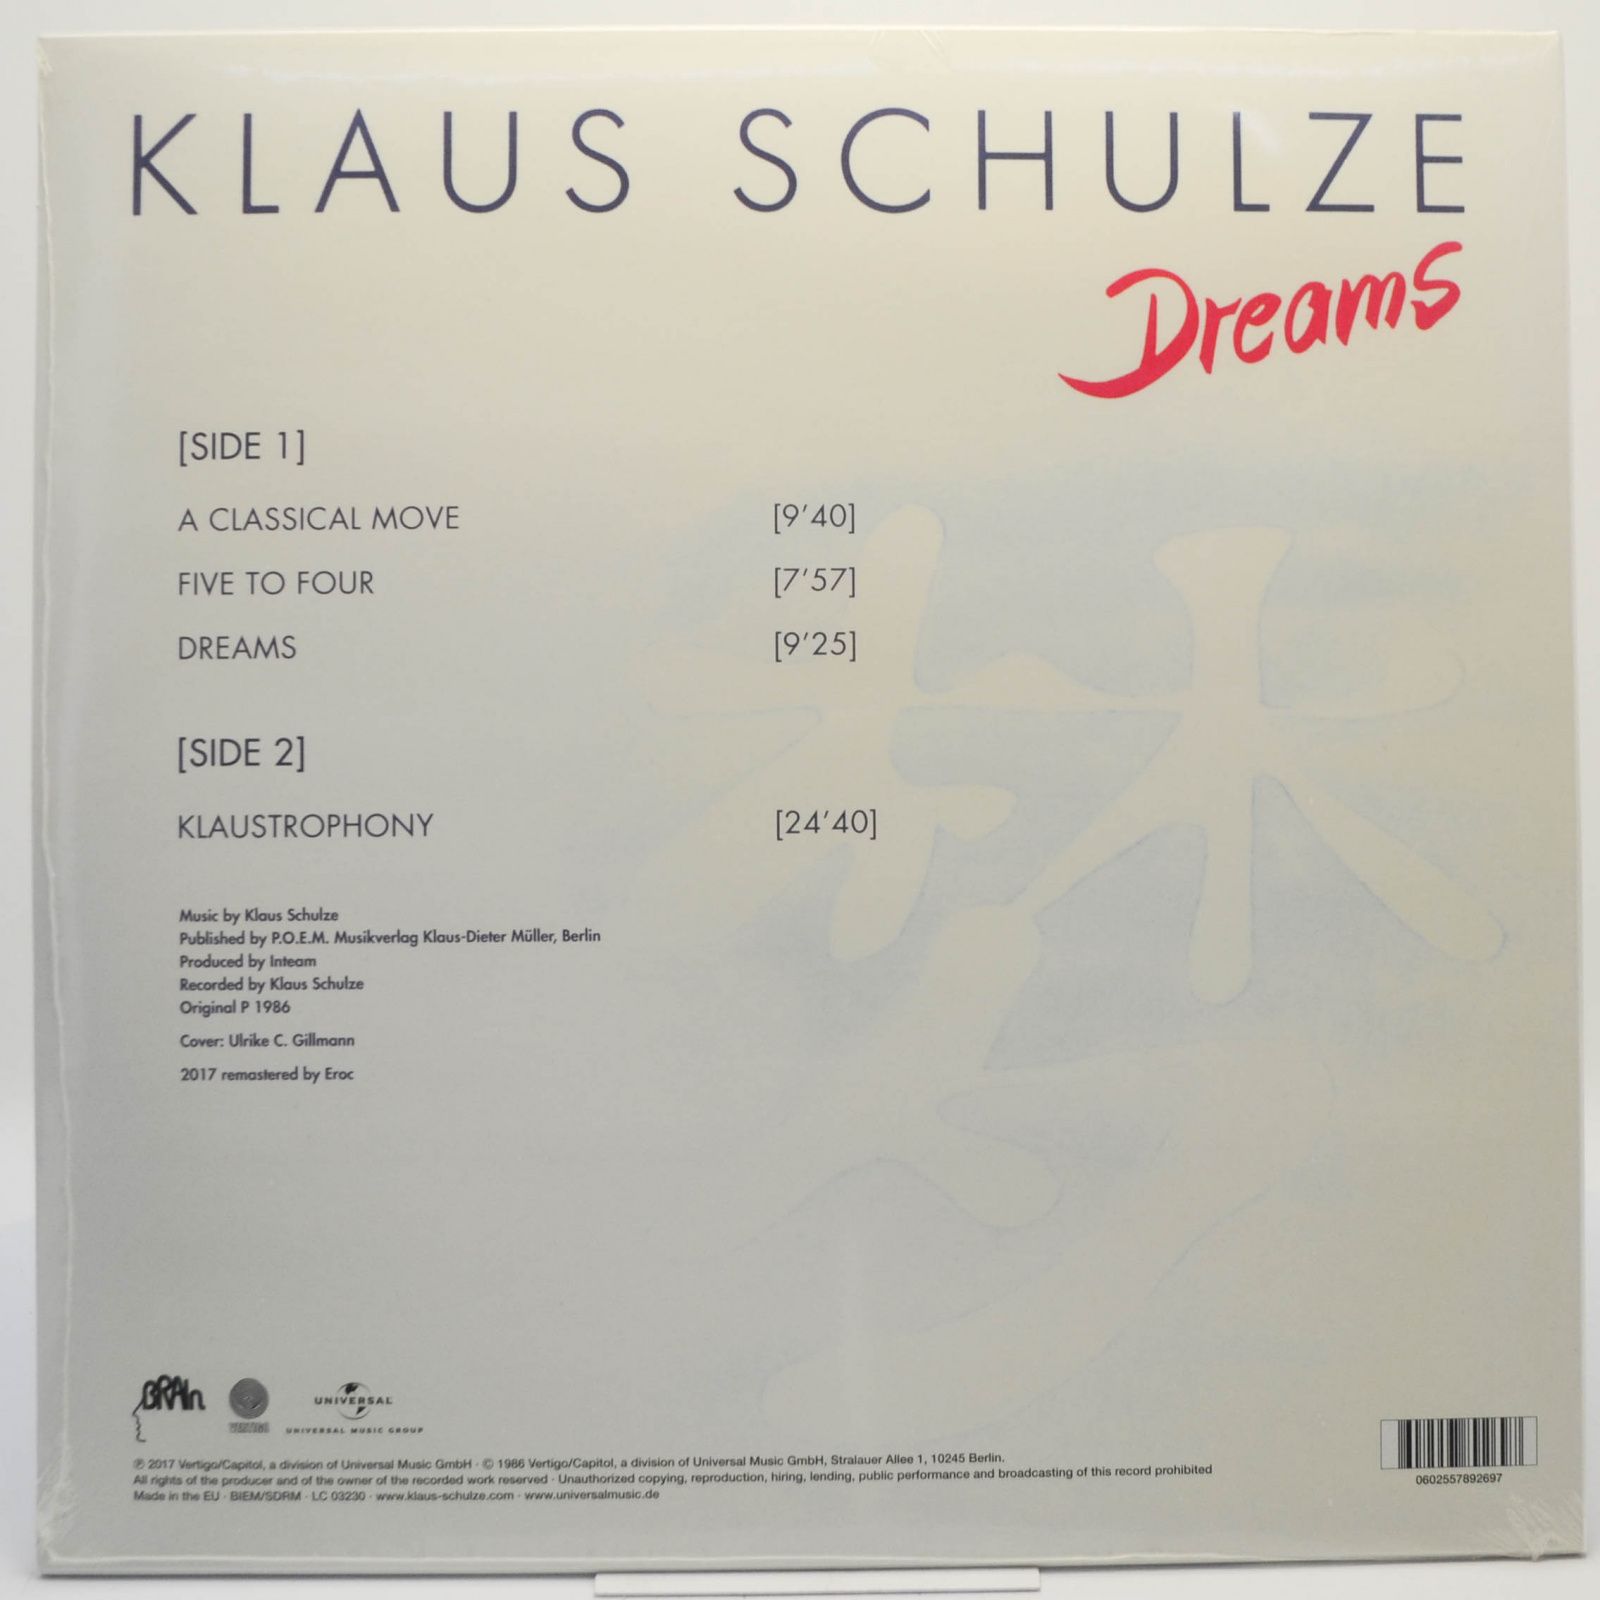 KLAUS SCHULZE
Dreams
[SIDE 1]
A CLASSICAL MOVE [9'40]
FIVE TO FOUR [7'57]
DREAMS [9'25]
[SIDE 2]
KLAUSTROPHONY [24'40]
Music by Klaus Schulze
Published by P.O.E.M. Musikverlag Klaus-Dieter Müller, Berlin
Produced by Inteam
Recorded by Klaus Schulze
Original P 1986
Cover: Ulrike C. Gillmann
2017 remastered by Eroc
BRAIn
VERTIGO
UNIVERSAL
UNIVERSAL MUSIC GROUP
℗ 2017 Vertigo/Capitol, a division of Universal Music GmbH · © 1986 Vertigo/Capitol, a division of Universal Music GmbH, Stralauer Allee 1, 10245 Berlin.
All rights of the producer and of the owner of the recorded work reserved · Unauthorized copying, reproduction, hiring, lending, public performance and broadcasting of this record prohibited
Made in the EU · BIEM/SDRM · LC 03230 · www.klaus-schulze.com · www.universalmusic.de
0602557892697